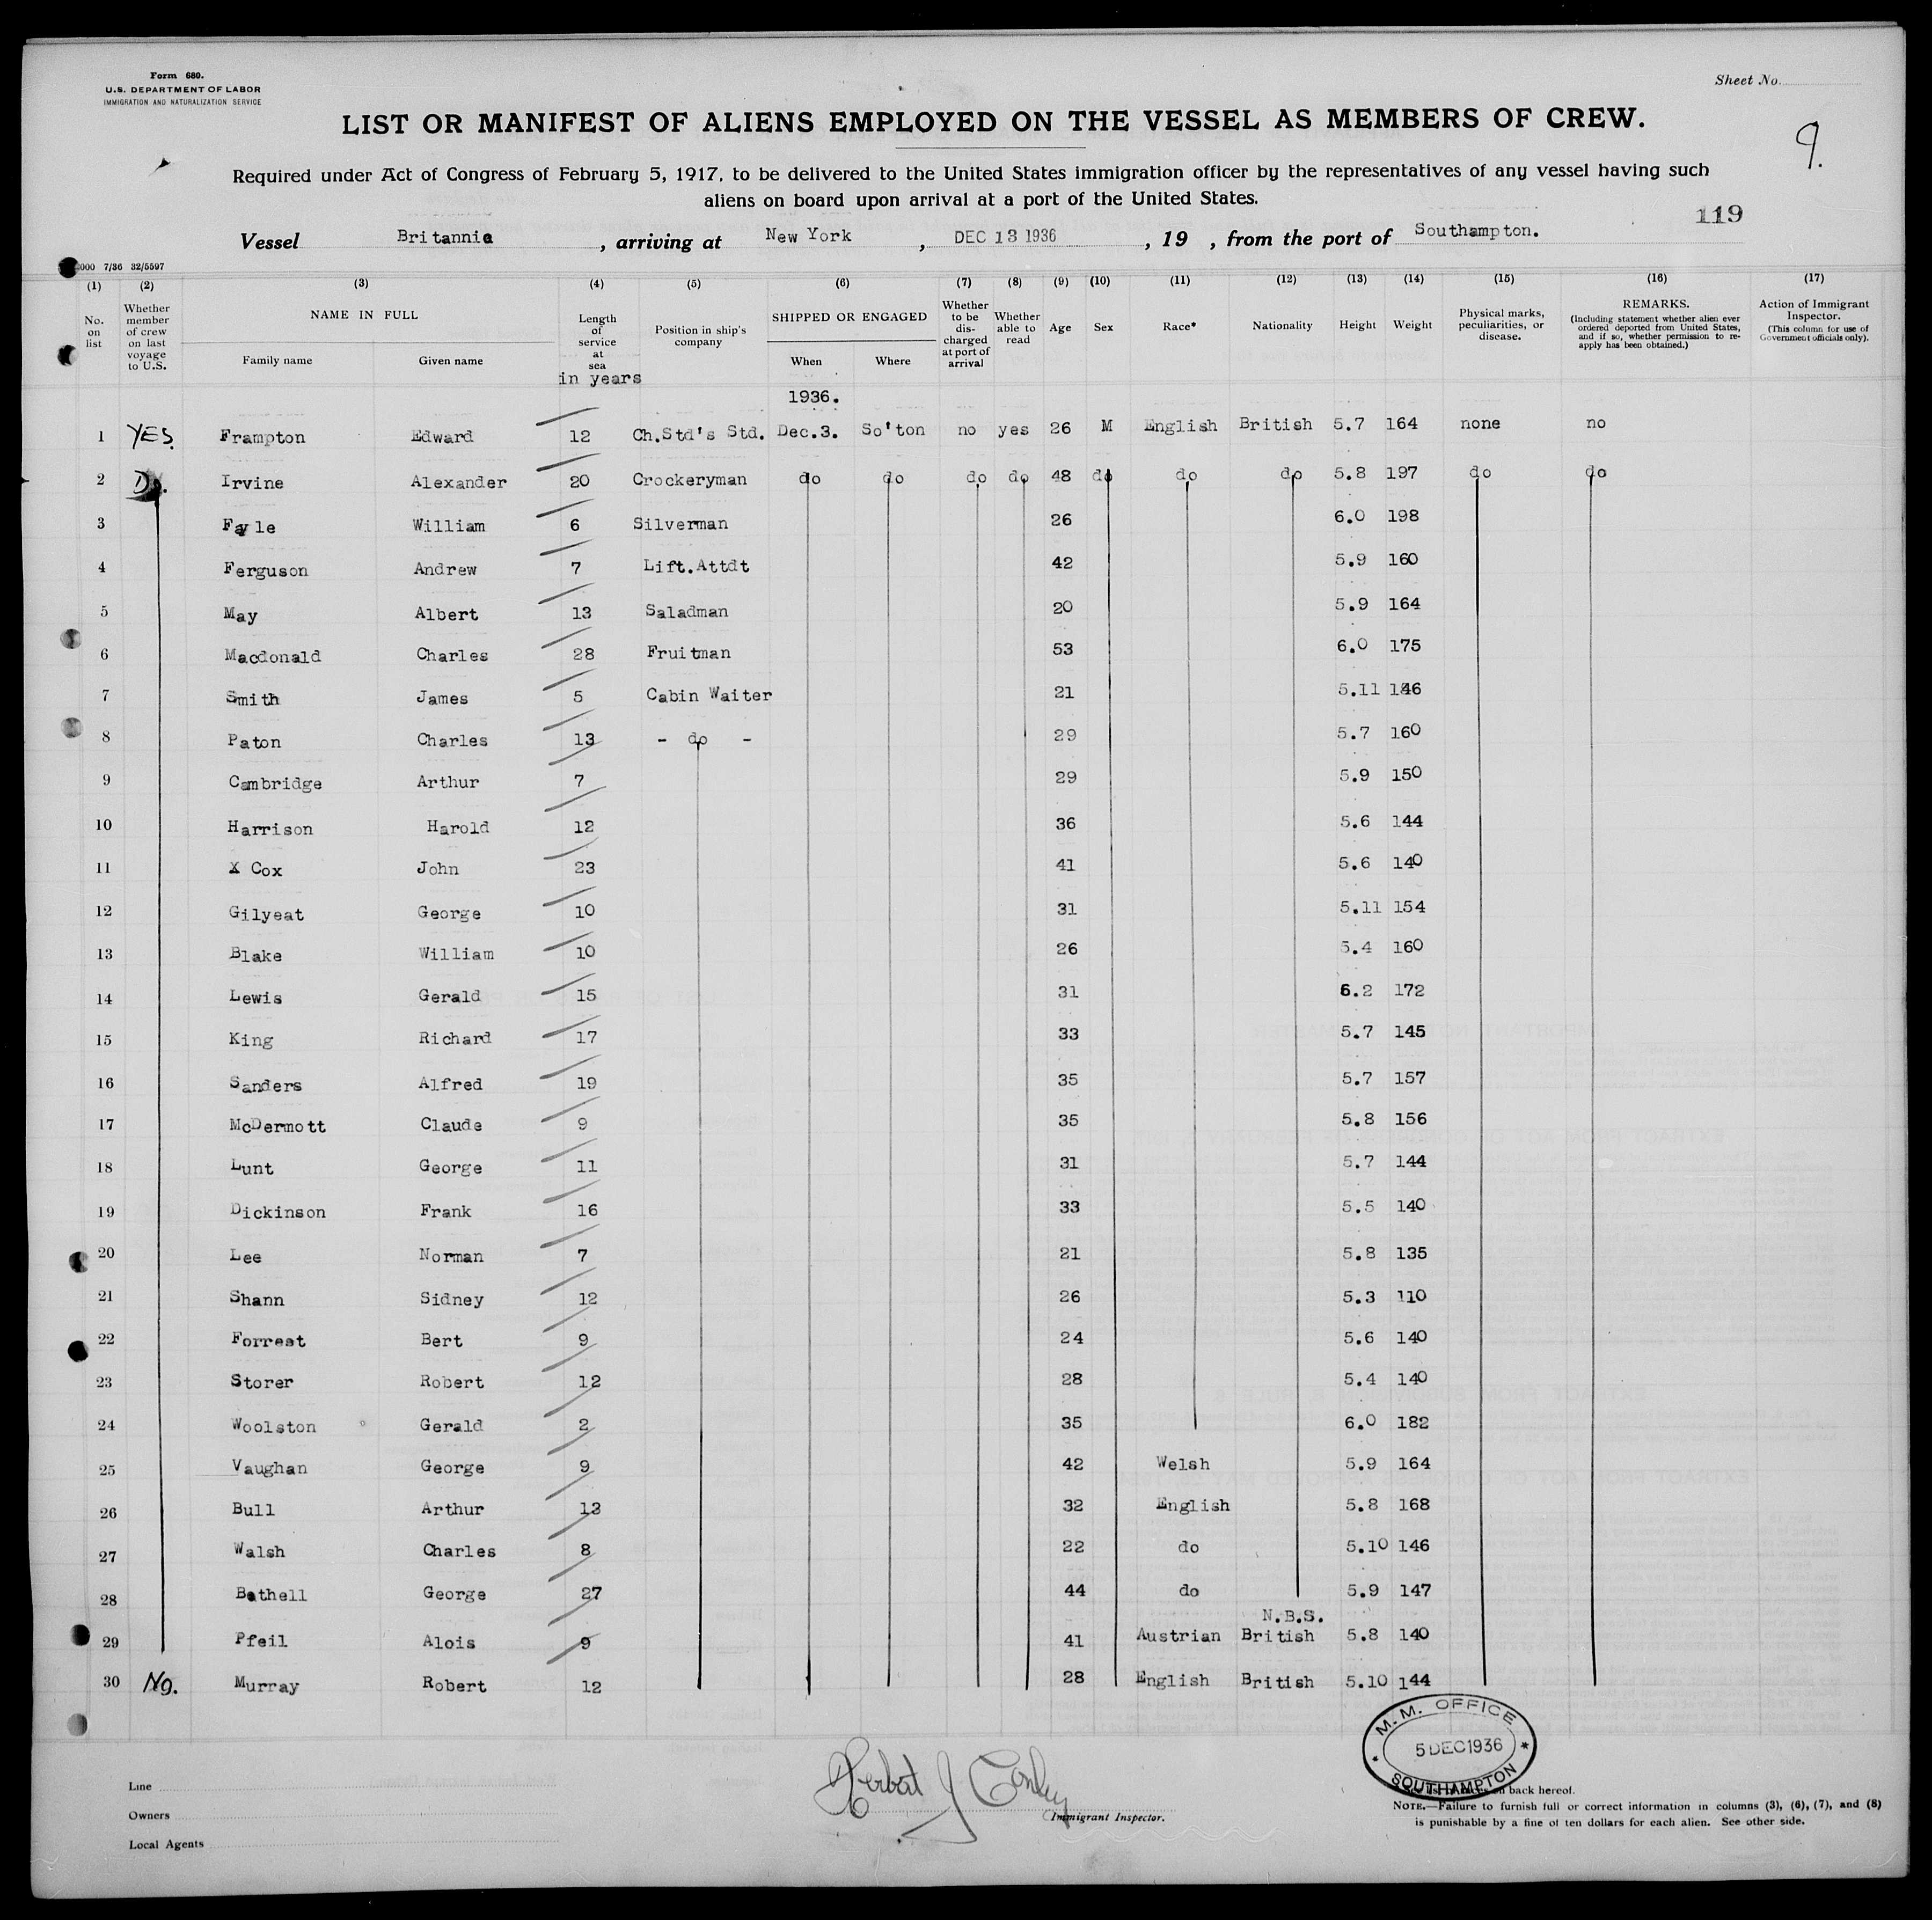 Form 680.
U.S. DEPARTMENT OF LABOR
IMMIGRATION AND NATURALIZATION SERVICE
Sheet No.
LIST OR MANIFEST OF ALIENS EMPLOYED ON THE VESSEL AS MEMBERS OF CREW.
9.
Required under Act of Congress of February 5, 1917, to be delivered to the United States immigration officer by the representatives of any vessel having such
aliens on board upon arrival at a port of the United States.
119
Vessel Britannic, arriving at New York, DEC 13 1936, 19 , from the port of Southampton.
000 7/36 32/5597
(1) (2) (3) (4) (5) (6) (7) (8) (9) (10) (11) (12) (13) (14) (15) (16) (17)
No. on list
Whether member of crew on last voyage to U.S.
NAME IN FULL
Family name
Given name
Length of service at sea
in years
Position in ship's company
SHIPPED OR ENGAGED
When
Where
Whether to be discharged at port of arrival
Whether able to read
Age
Sex
Race*
Nationality
Height
Weight
Physical marks, peculiarities, or disease.
REMARKS.
(Including statement whether alien ever ordered deported from United States, and if so, whether permission to re-apply has been obtained.)
Action of Immigrant Inspector.
(This column for use of Government officials only).
1936.
1 YES. Frampton Edward 12 Ch.Std's Std. Dec.3. So'ton no yes 26 M English British 5.7 164 none no
2 Do. Irvine Alexander 20 Crockeryman do do do do 48 do do do 5.8 197 do do
3 Fayle William 6 Silverman 26 6.0 198
4 Ferguson Andrew 7 Lift.Attdt 42 5.9 160
5 May Albert 13 Saladman 20 5.9 164
6 Macdonald Charles 28 Fruitman 53 6.0 175
7 Smith James 5 Cabin Waiter 21 5.11 146
8 Paton Charles 13 - do - 29 5.7 160
9 Cambridge Arthur 7 29 5.9 150
10 Harrison Harold 12 36 5.6 144
11 X Cox John 23 41 5.6 140
12 Gilyeat George 10 31 5.11 154
13 Blake William 10 26 5.4 160
14 Lewis Gerald 15 31 6.2 172
15 King Richard 17 33 5.7 145
16 Sanders Alfred 19 35 5.7 157
17 McDermott Claude 9 35 5.8 156
18 Lunt George 11 31 5.7 144
19 Dickinson Frank 16 33 5.5 140
20 Lee Norman 7 21 5.8 135
21 Shann Sidney 12 26 5.3 110
22 Forrest Bert 9 24 5.6 140
23 Storer Robert 12 28 5.4 140
24 Woolston Gerald 2 35 6.0 182
25 Vaughan George 9 42 Welsh 5.9 164
26 Bull Arthur 13 32 English 5.8 168
27 Walsh Charles 8 22 do 5.10 146
28 Bathell George 27 44 do 5.9 147
N.B.S.
29 Pfeil Alois 9 41 Austrian British 5.8 140
30 No. Murray Robert 12 28 English British 5.10 144
M.M. OFFICE
5 DEC 1936
SOUTHAMPTON
Line
Owners
Local Agents
Herbert J Conley
Immigrant Inspector.
back hereof.
NOTE.—Failure to furnish full or correct information in columns (3), (6), (7), and (8)
is punishable by a fine of ten dollars for each alien. See other side.